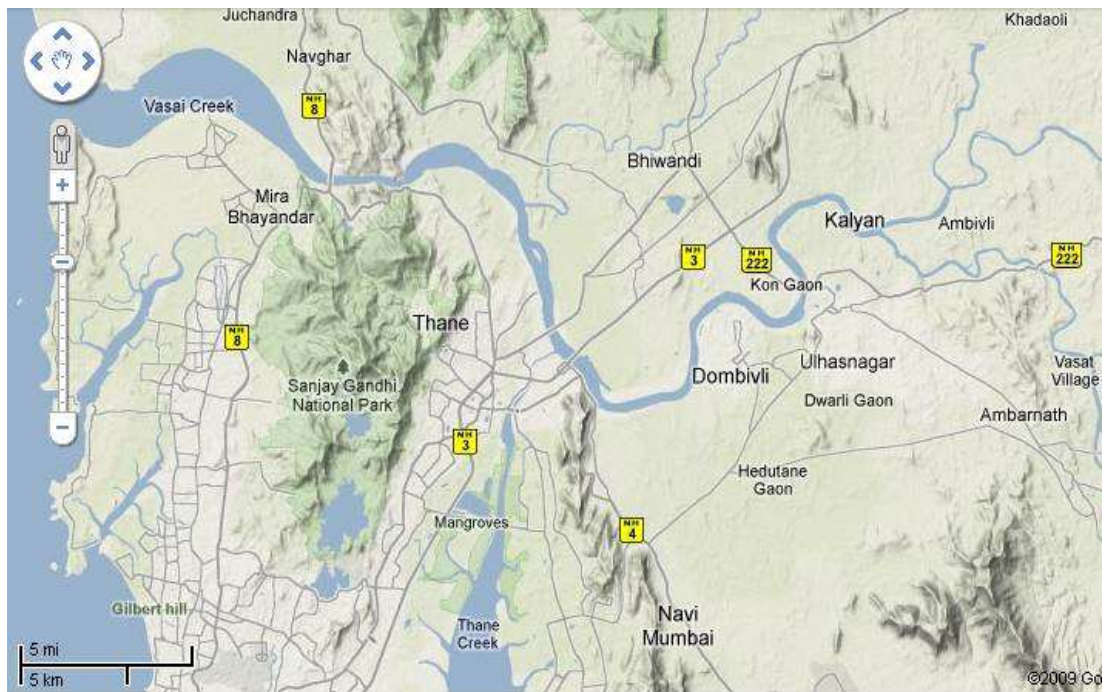 Juchandra
Khadaoli
Navghar
Vasai Creek
NH
8
Bhiwandi
Mira
Bhayandar
Kalyan
Ambivli
NH
3
NH
222
NH
222
Kon Gaon
Thane
NH
8
Sanjay Gandhi
National Park
Dombivli
Ulhasnagar
Vasat
Village
Dwarli Gaon
Ambarnath
NH
3
Hedutane
Gaon
Mangroves
NH
4
Gilbert hill
Thane
Creek
Navi
Mumbai
5 mi
5 km
©2009 Go